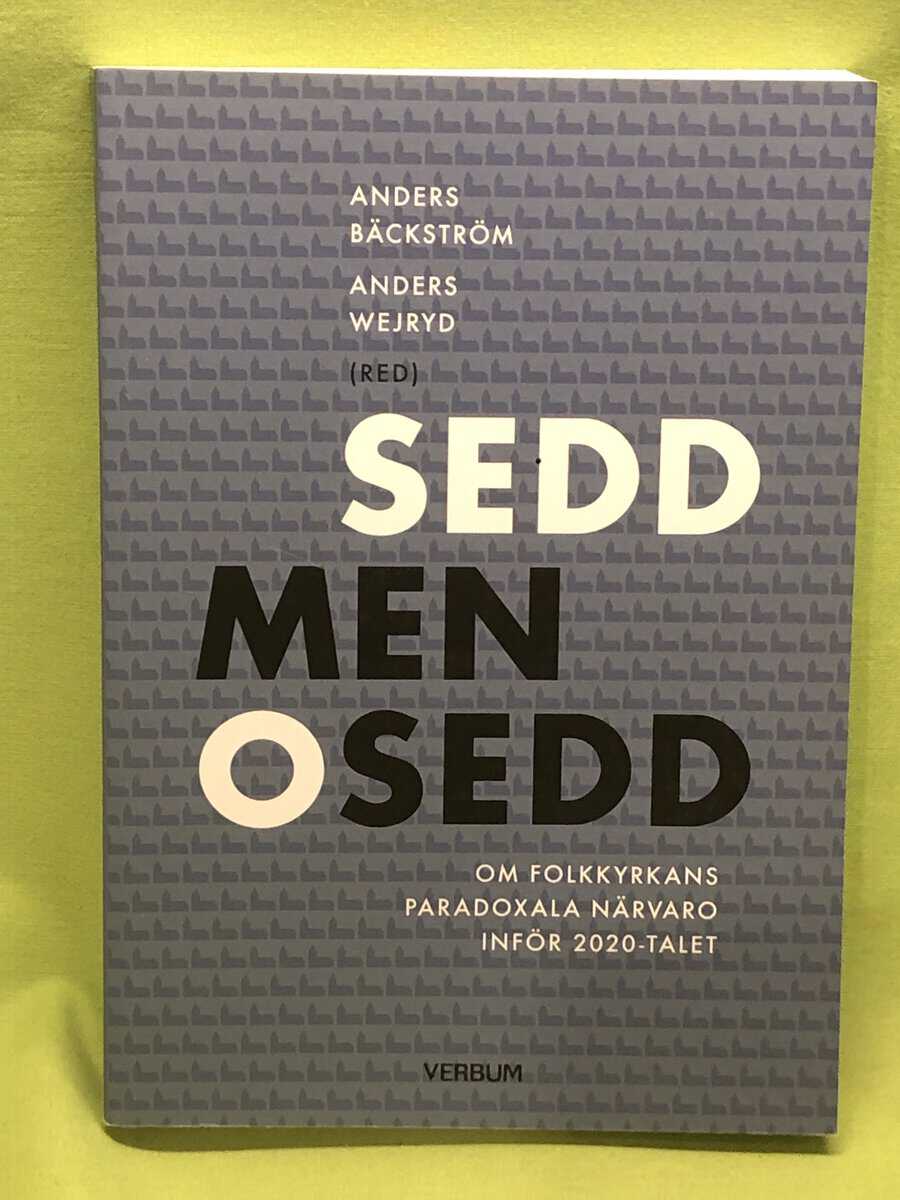 ANDERS
BÄCKSTRÖM
ANDERS
WEJRYD
(RED)
SEDD
MEN
OSEDD
OM FOLKKYRKANS
PARADOXALA NÄRVARO
INFÖR 2020-TALET
VERBUM